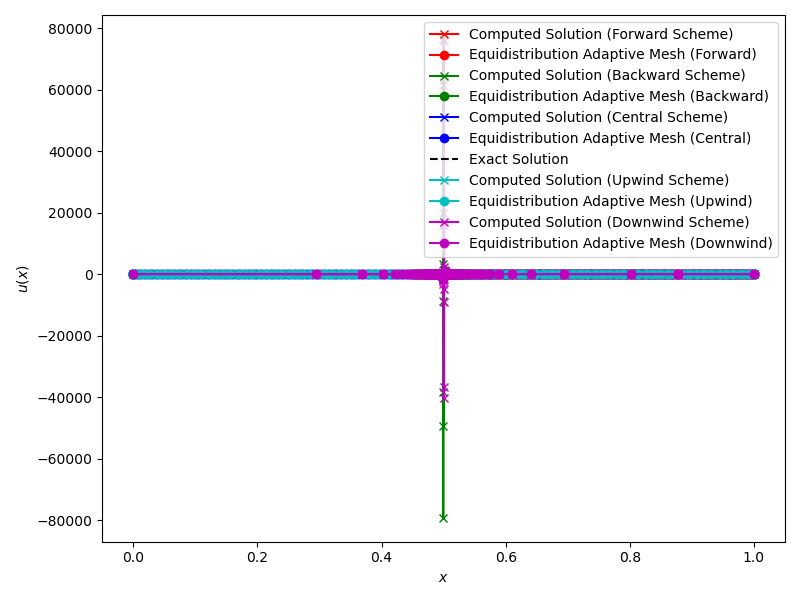 80000
60000
40000
20000
0
−20000
−40000
−60000
−80000
u(x)
Computed Solution (Forward Scheme)
Equidistribution Adaptive Mesh (Forward)
Computed Solution (Backward Scheme)
Equidistribution Adaptive Mesh (Backward)
Computed Solution (Central Scheme)
Equidistribution Adaptive Mesh (Central)
Exact Solution
Computed Solution (Upwind Scheme)
Equidistribution Adaptive Mesh (Upwind)
Computed Solution (Downwind Scheme)
Equidistribution Adaptive Mesh (Downwind)
0.0 0.2 0.4 0.6 0.8 1.0
x